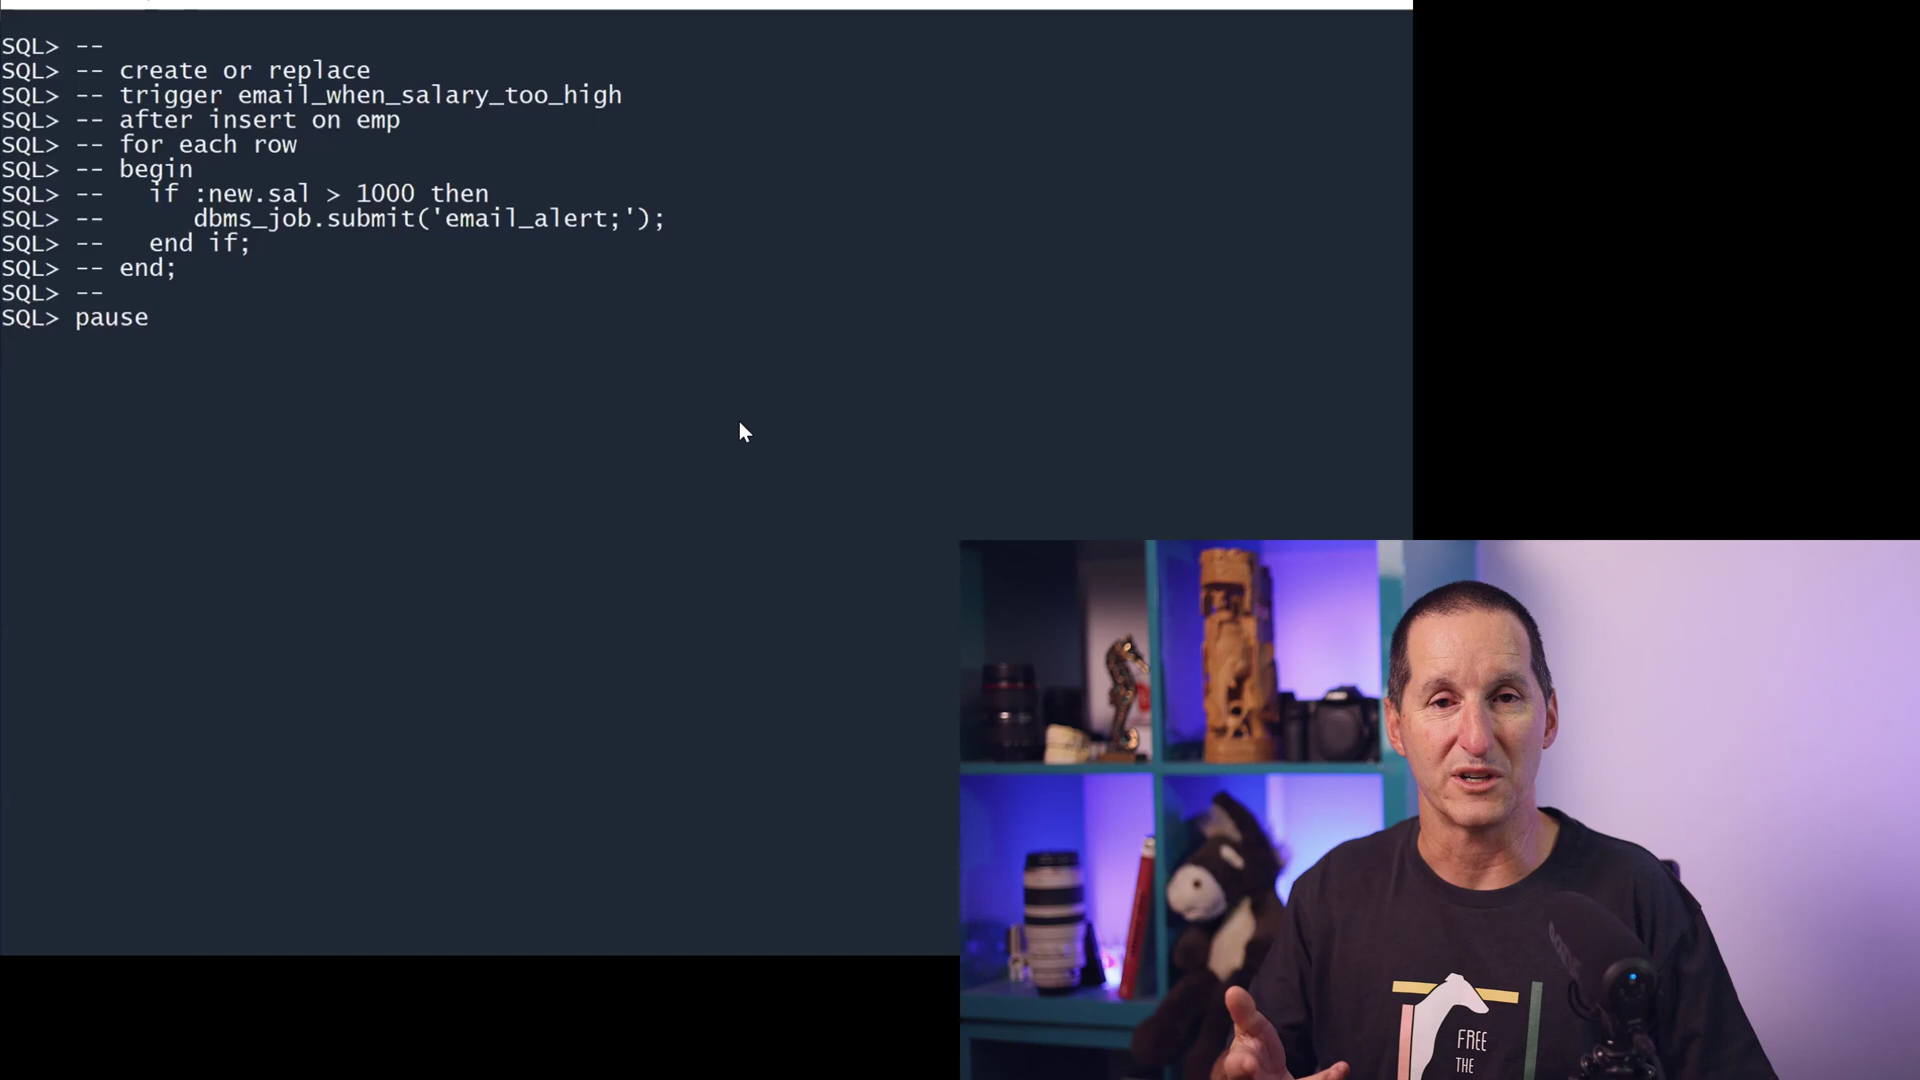 SQL> --
SQL> -- create or replace
SQL> -- trigger email_when_salary_too_high
SQL> -- after insert on emp
SQL> -- for each row
SQL> -- begin
SQL> --   if :new.sal > 1000 then
SQL> --      dbms_job.submit('email_alert;');
SQL> --   end if;
SQL> -- end;
SQL> --
SQL> pause
FREE
THE